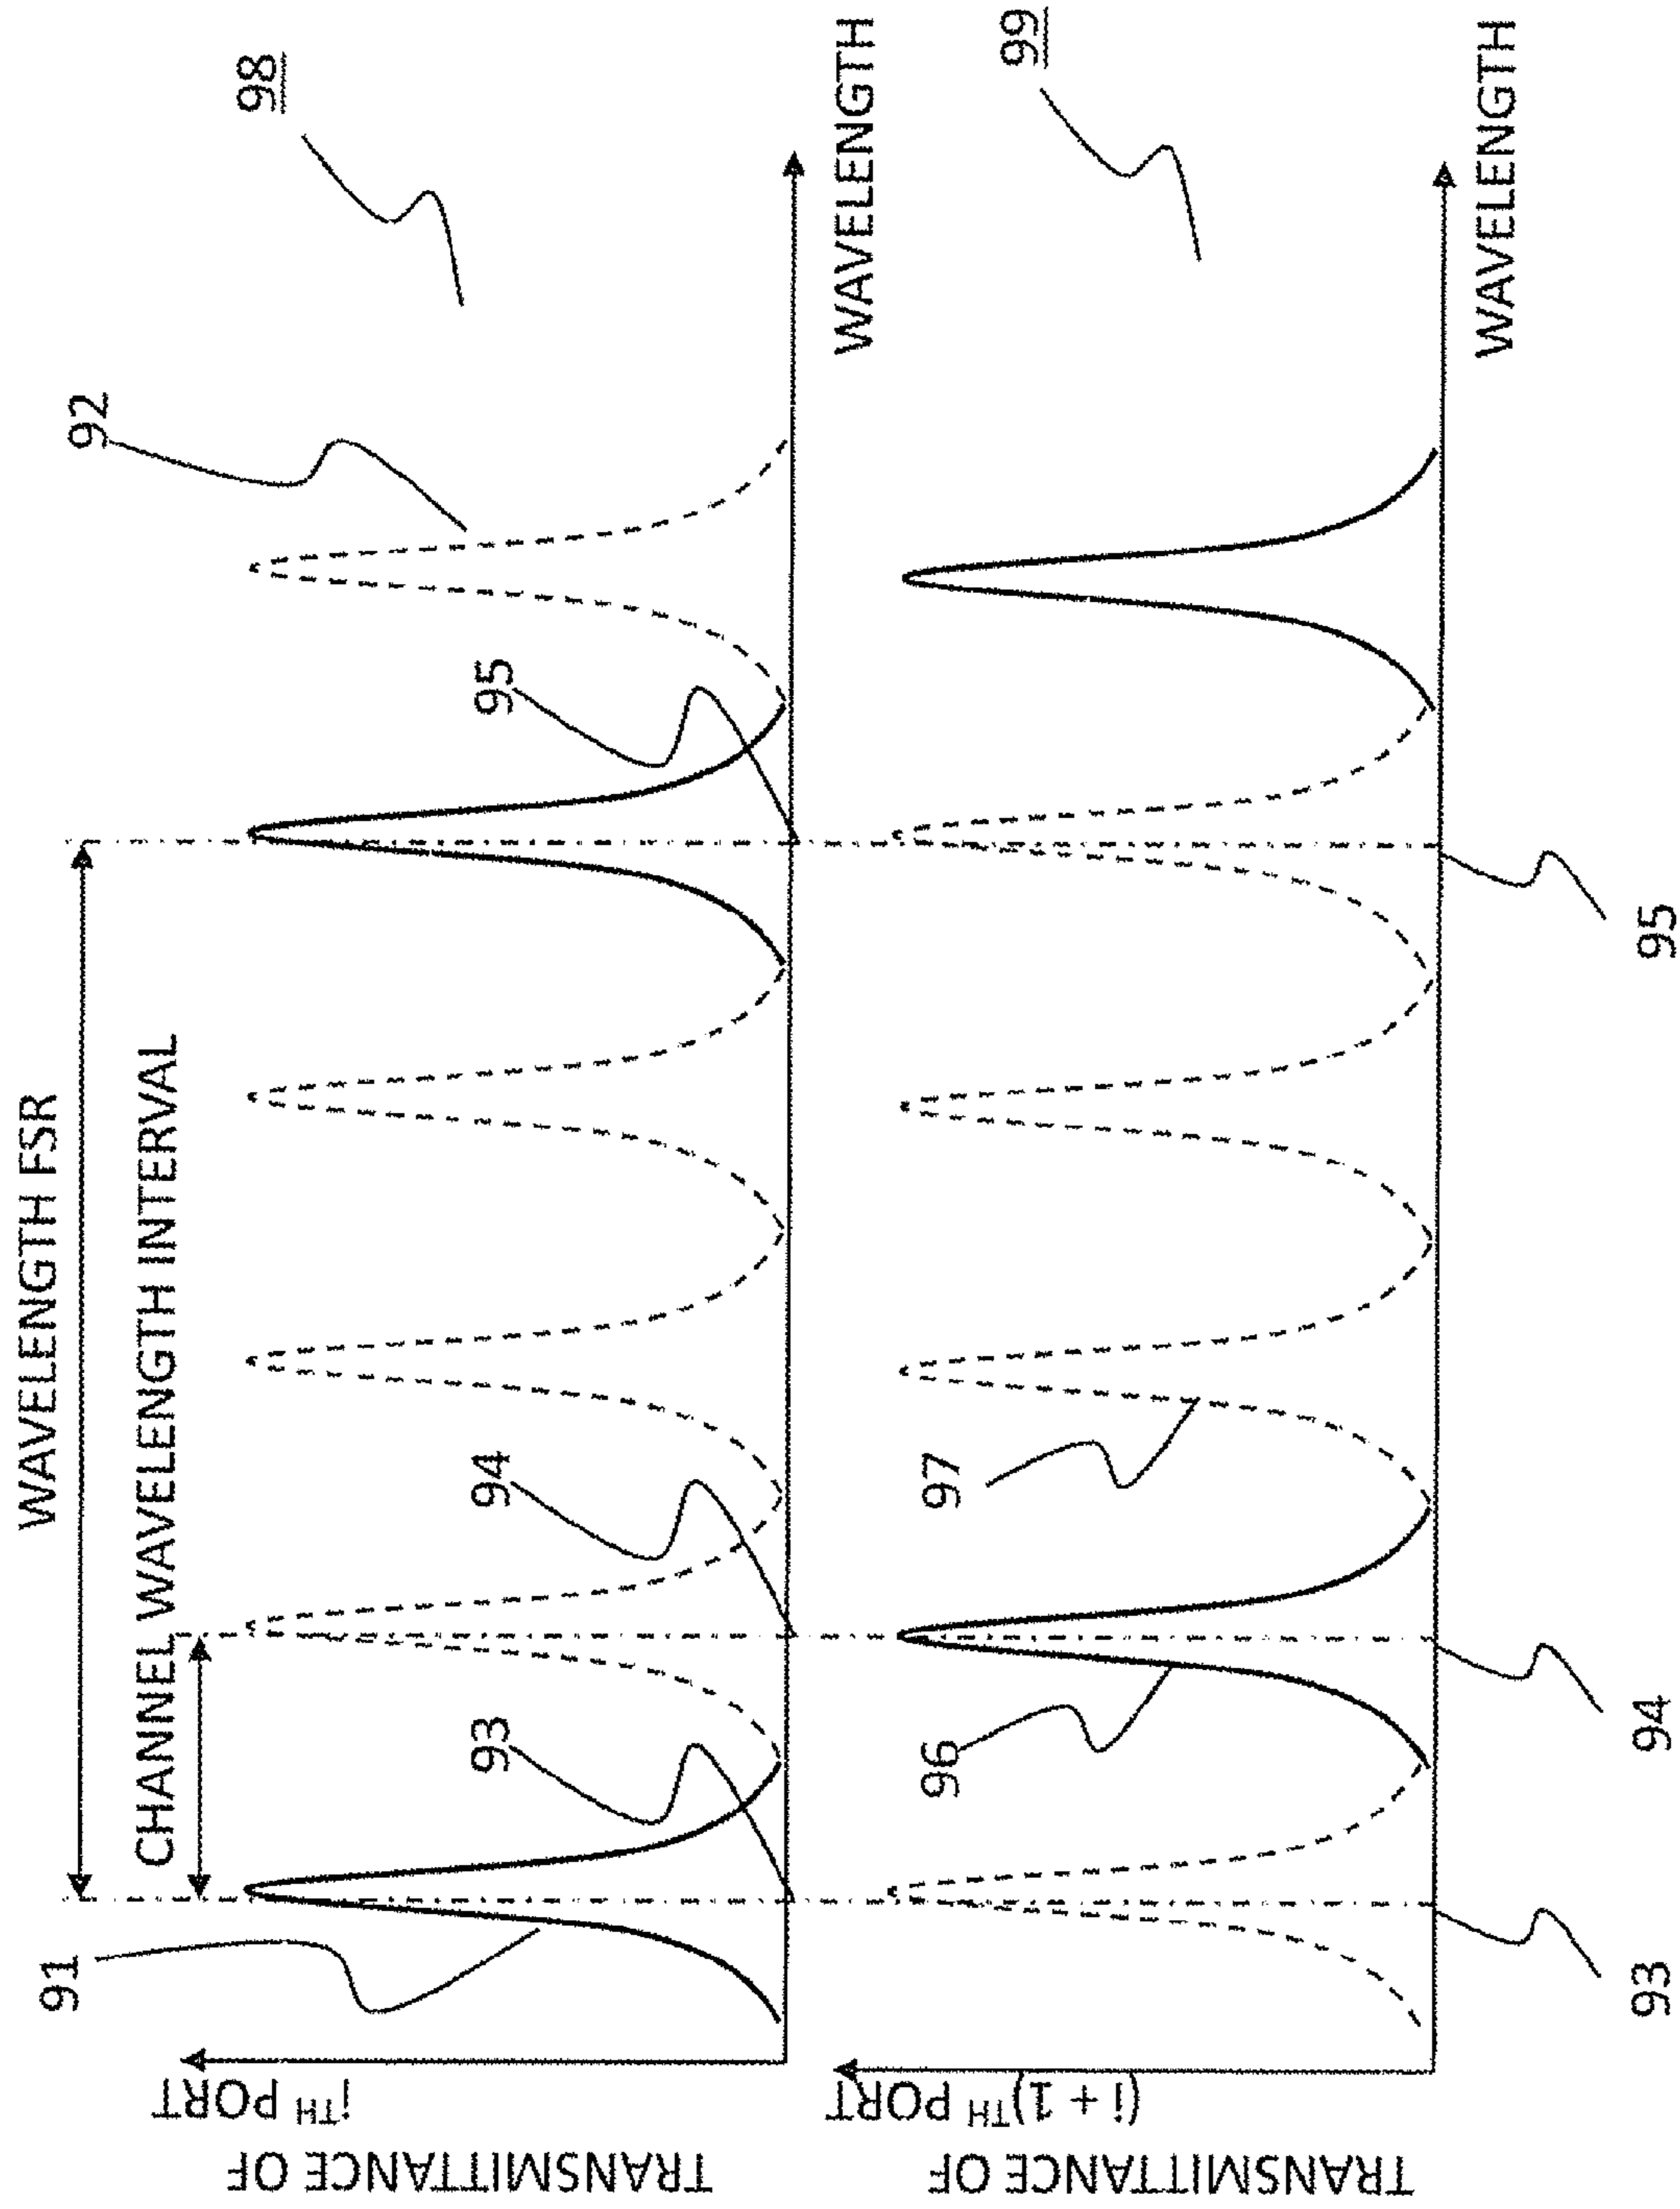 WAVELENGTH FSR
CHANNEL WAVELENGTH INTERVAL
91
92
98
93
94
95
TRANSMITTANCE OF
iTH PORT
WAVELENGTH
96
97
99
TRANSMITTANCE OF
(i + 1)TH PORT
WAVELENGTH
93
94
95